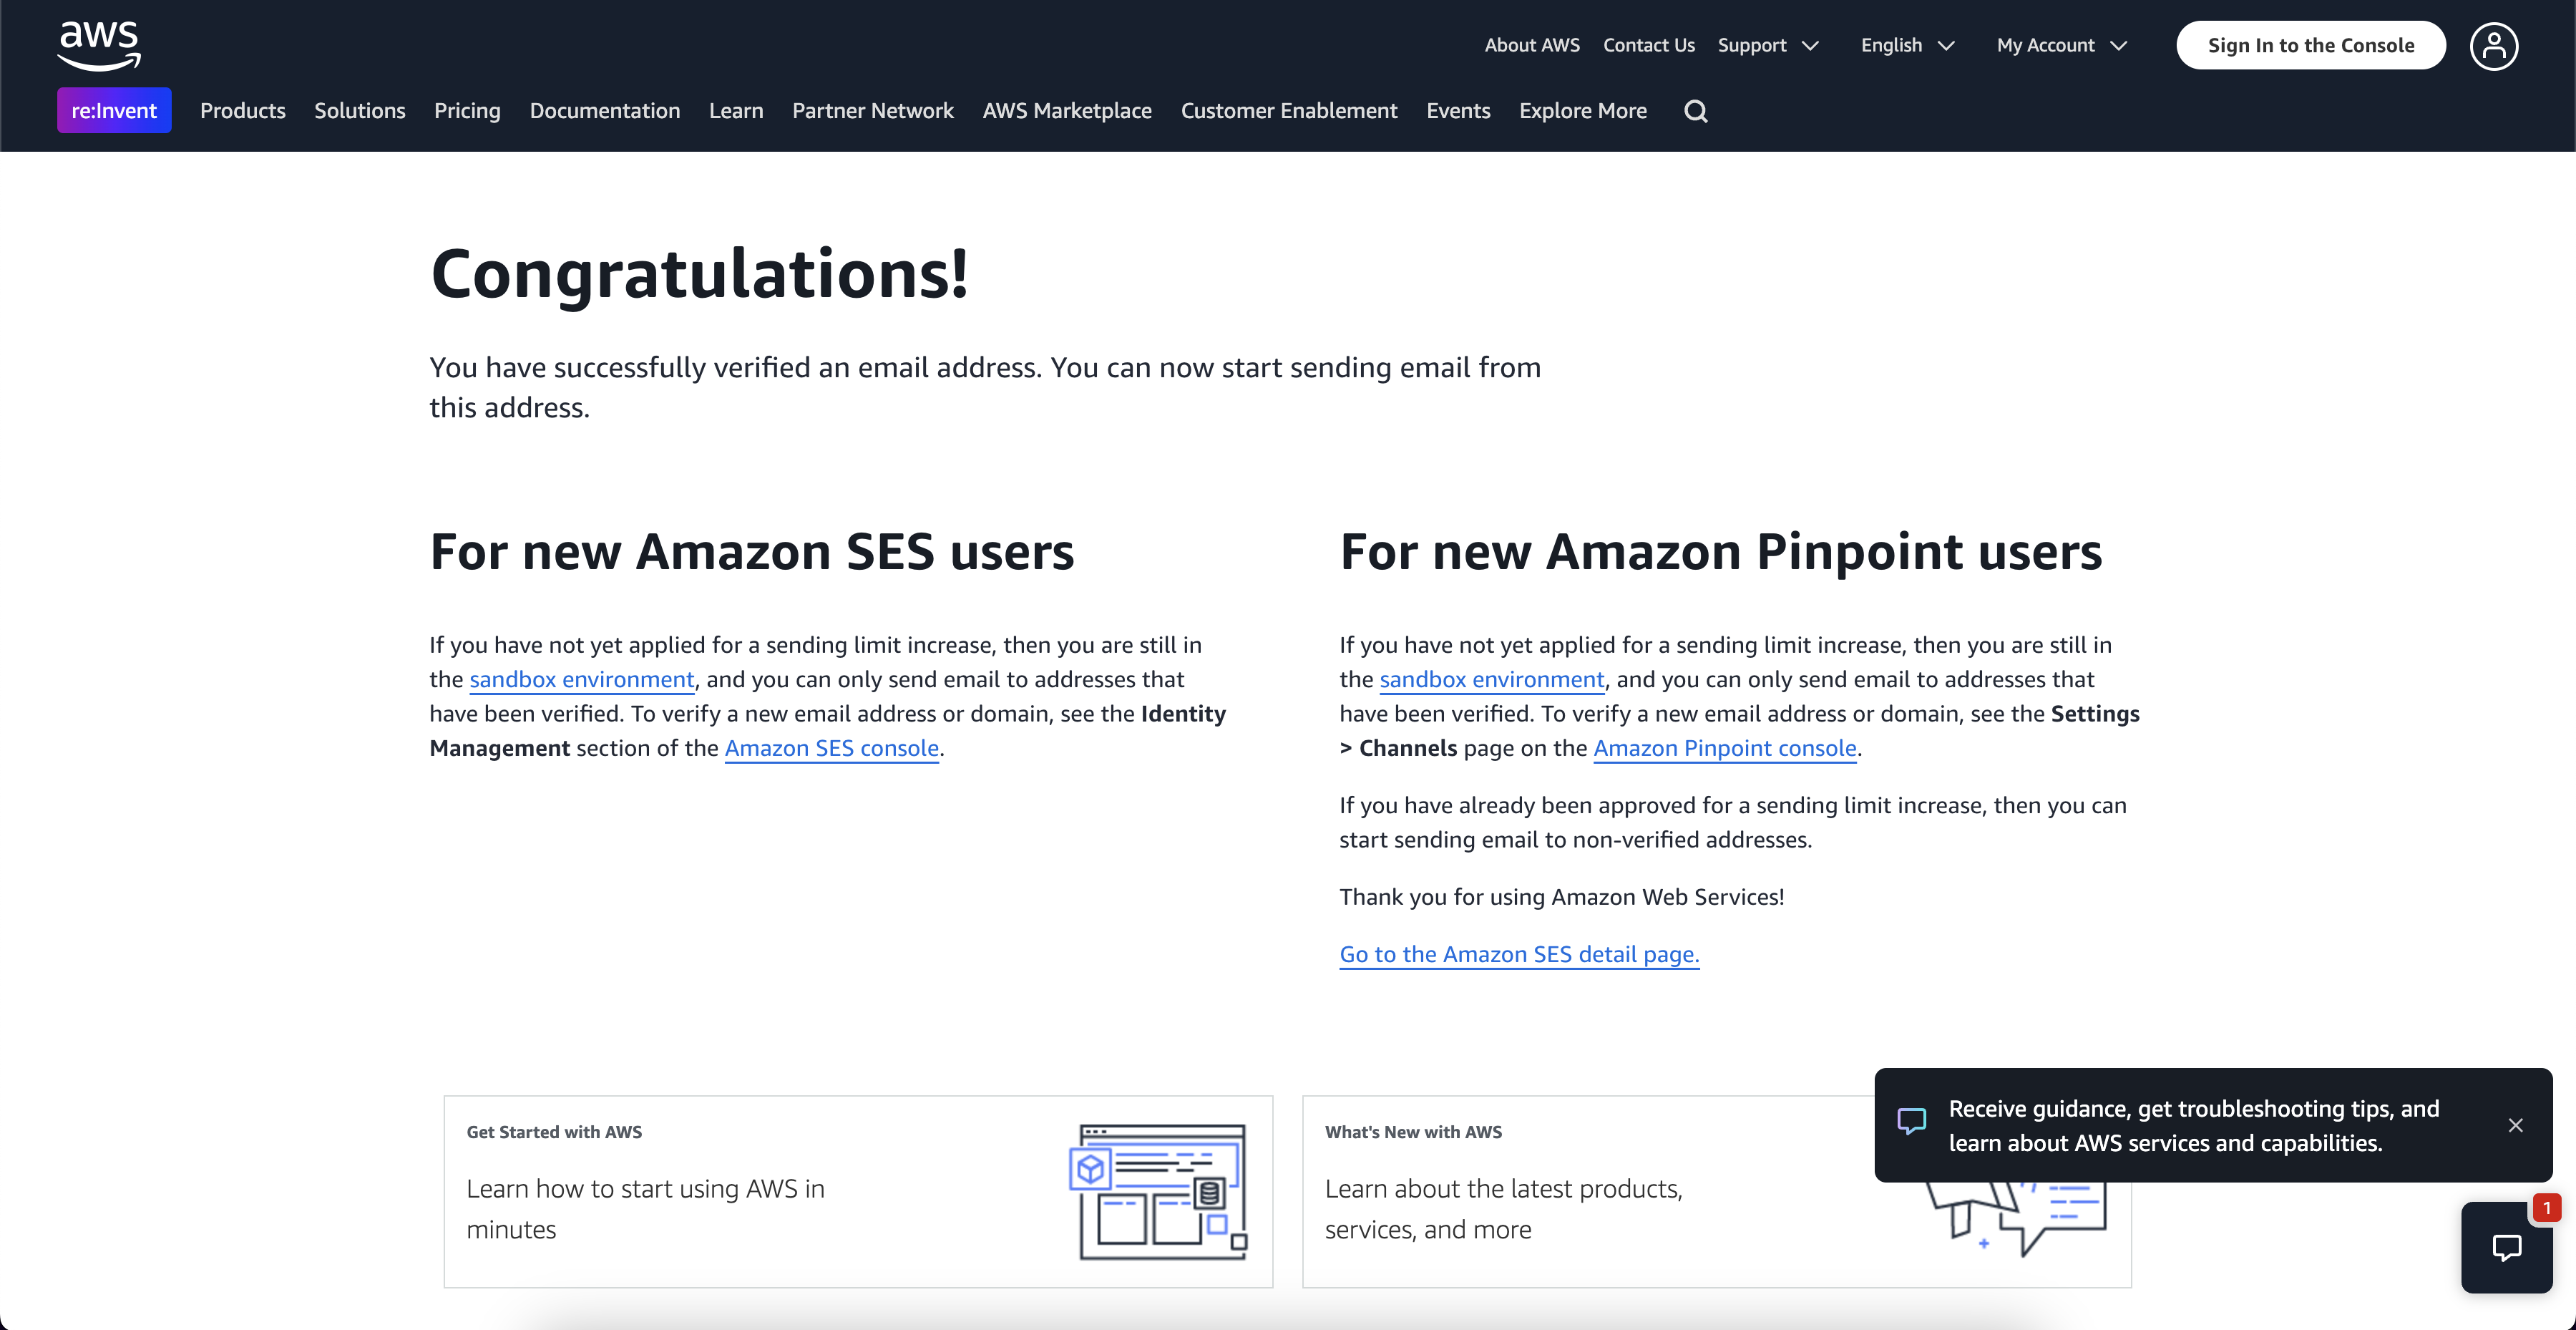 aws
About AWS Contact Us Support English My Account Sign In to the Console
re:Invent Products Solutions Pricing Documentation Learn Partner Network AWS Marketplace Customer Enablement Events Explore More
Congratulations!
You have successfully verified an email address. You can now start sending email from
this address.
For new Amazon SES users
If you have not yet applied for a sending limit increase, then you are still in
the sandbox environment, and you can only send email to addresses that
have been verified. To verify a new email address or domain, see the Identity
Management section of the Amazon SES console.
For new Amazon Pinpoint users
If you have not yet applied for a sending limit increase, then you are still in
the sandbox environment, and you can only send email to addresses that
have been verified. To verify a new email address or domain, see the Settings
> Channels page on the Amazon Pinpoint console.
If you have already been approved for a sending limit increase, then you can
start sending email to non-verified addresses.
Thank you for using Amazon Web Services!
Go to the Amazon SES detail page.
Get Started with AWS
Learn how to start using AWS in
minutes
What's New with AWS
Learn about the latest products,
services, and more
Receive guidance, get troubleshooting tips, and
learn about AWS services and capabilities.
1